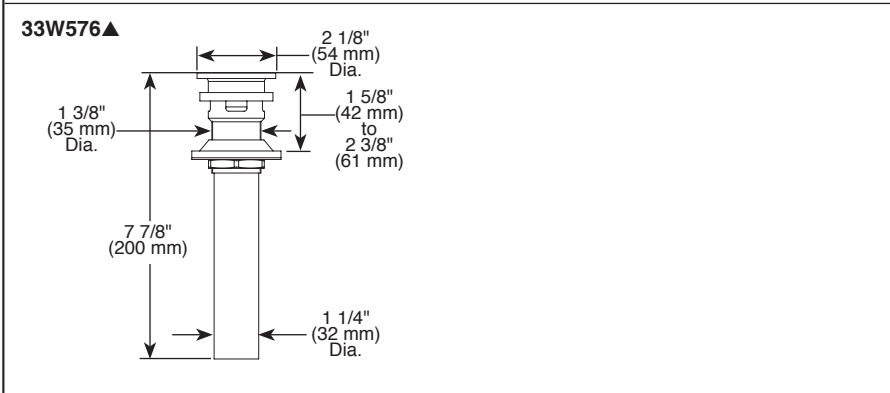 33W576▲
2 1/8"
(54 mm)
Dia.
1 3/8"
(35 mm)
Dia.
1 5/8"
(42 mm)
to
2 3/8"
(61 mm)
7 7/8"
(200 mm)
1 1/4"
(32 mm)
Dia.